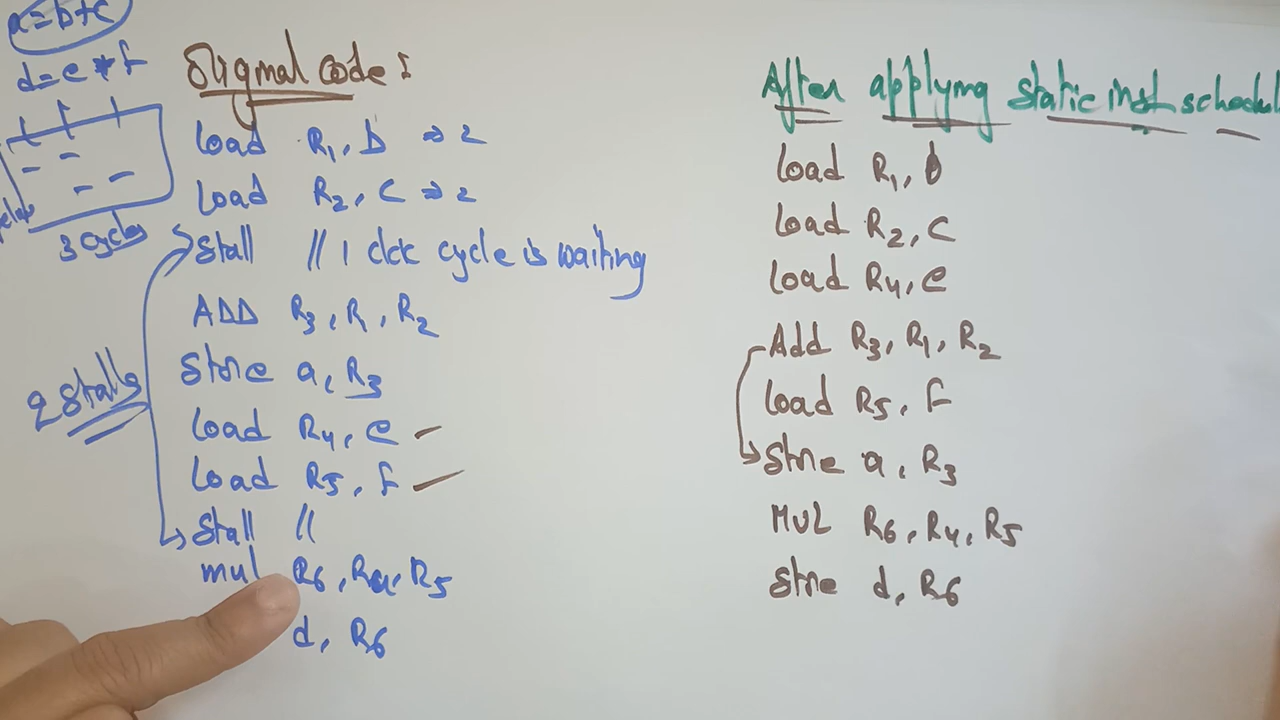 a=b+c
d=e*f
3 cycles
Original code:
load R1, b ⇒ 2
Load R2, C ⇒ 2
Stall // 1 clck cycle is waiting
ADD R3, R1, R2
Store a, R3
Load R4, e
Load R5, f
Stall //
mul R6, R4, R5
d, R6
2 stalls
After applying static inst schedul
Load R1, b
Load R2, C
Load R4, e
Add R3, R1, R2
Load R5, F
Store a, R3
MUL R6, R4, R5
Store d, R6